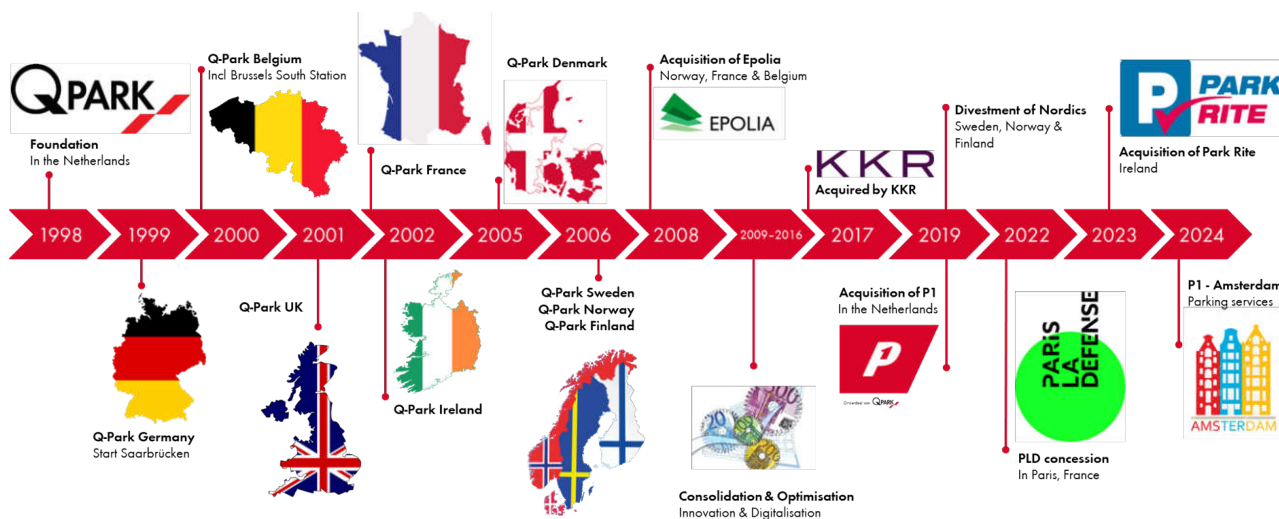 QPARK
Foundation
In the Netherlands
Q-Park Belgium
Incl Brussels South Station
Q-Park France
Q-Park Denmark
Acquisition of Epolia
Norway, France & Belgium
EPOLIA
KKR
Acquired by KKR
Divestment of Nordics
Sweden, Norway &
Finland
P PARK
RITE
Acquisition of Park Rite
Ireland
1998
1999
2000
2001
2002
2005
2006
2008
2009-2016
2017
2019
2022
2023
2024
Q-Park Germany
Start Saarbrücken
Q-Park UK
Q-Park Ireland
Q-Park Sweden
Q-Park Norway
Q-Park Finland
20
Consolidation & Optimisation
Innovation & Digitalisation
Acquisition of P1
In the Netherlands
P1
Onderdeel van QPARK
PARiS
LA
DEFENSE
PLD concession
In Paris, France
P1 - Amsterdam
Parking services
AMSTERDAM